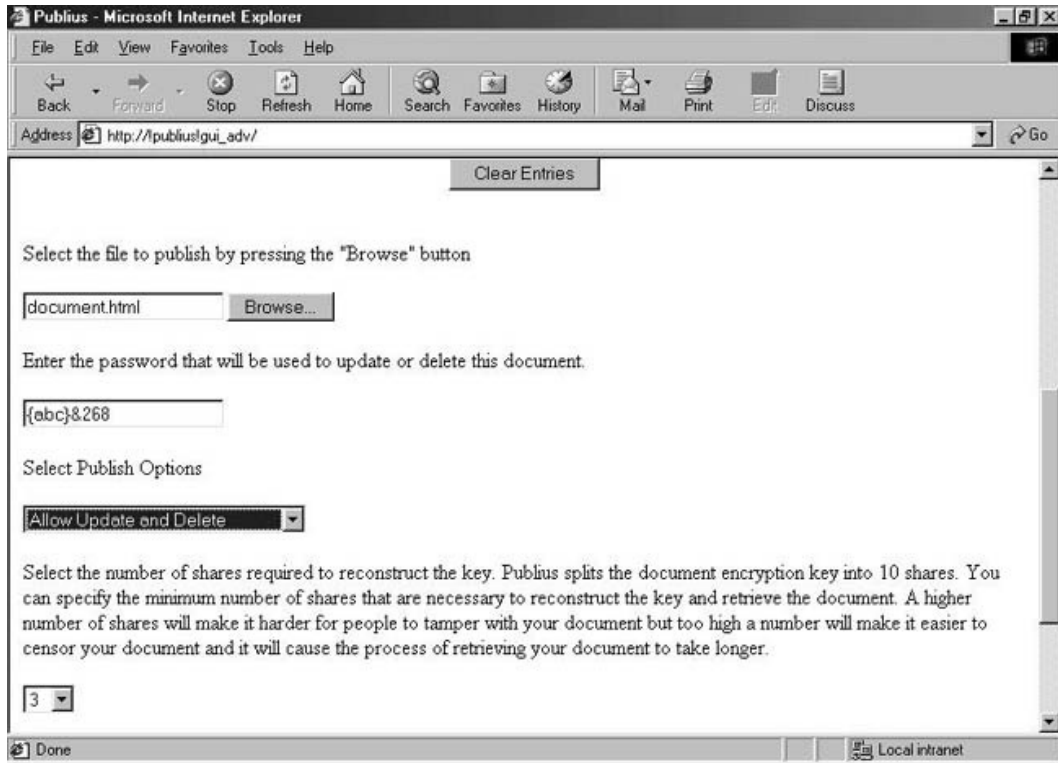 Publius - Microsoft Internet Explorer
File Edit View Favorites Tools Help
Back Forward Stop Refresh Home Search Favorites History Mail Print Edit Discuss
Address http://!publius!gui_adv/ Go
Clear Entries
Select the file to publish by pressing the "Browse" button
document.html Browse...
Enter the password that will be used to update or delete this document.
{abc}&268
Select Publish Options
Allow Update and Delete
Select the number of shares required to reconstruct the key. Publius splits the document encryption key into 10 shares. You
can specify the minimum number of shares that are necessary to reconstruct the key and retrieve the document. A higher
number of shares will make it harder for people to tamper with your document but too high a number will make it easier to
censor your document and it will cause the process of retrieving your document to take longer.
3
Done Local intranet